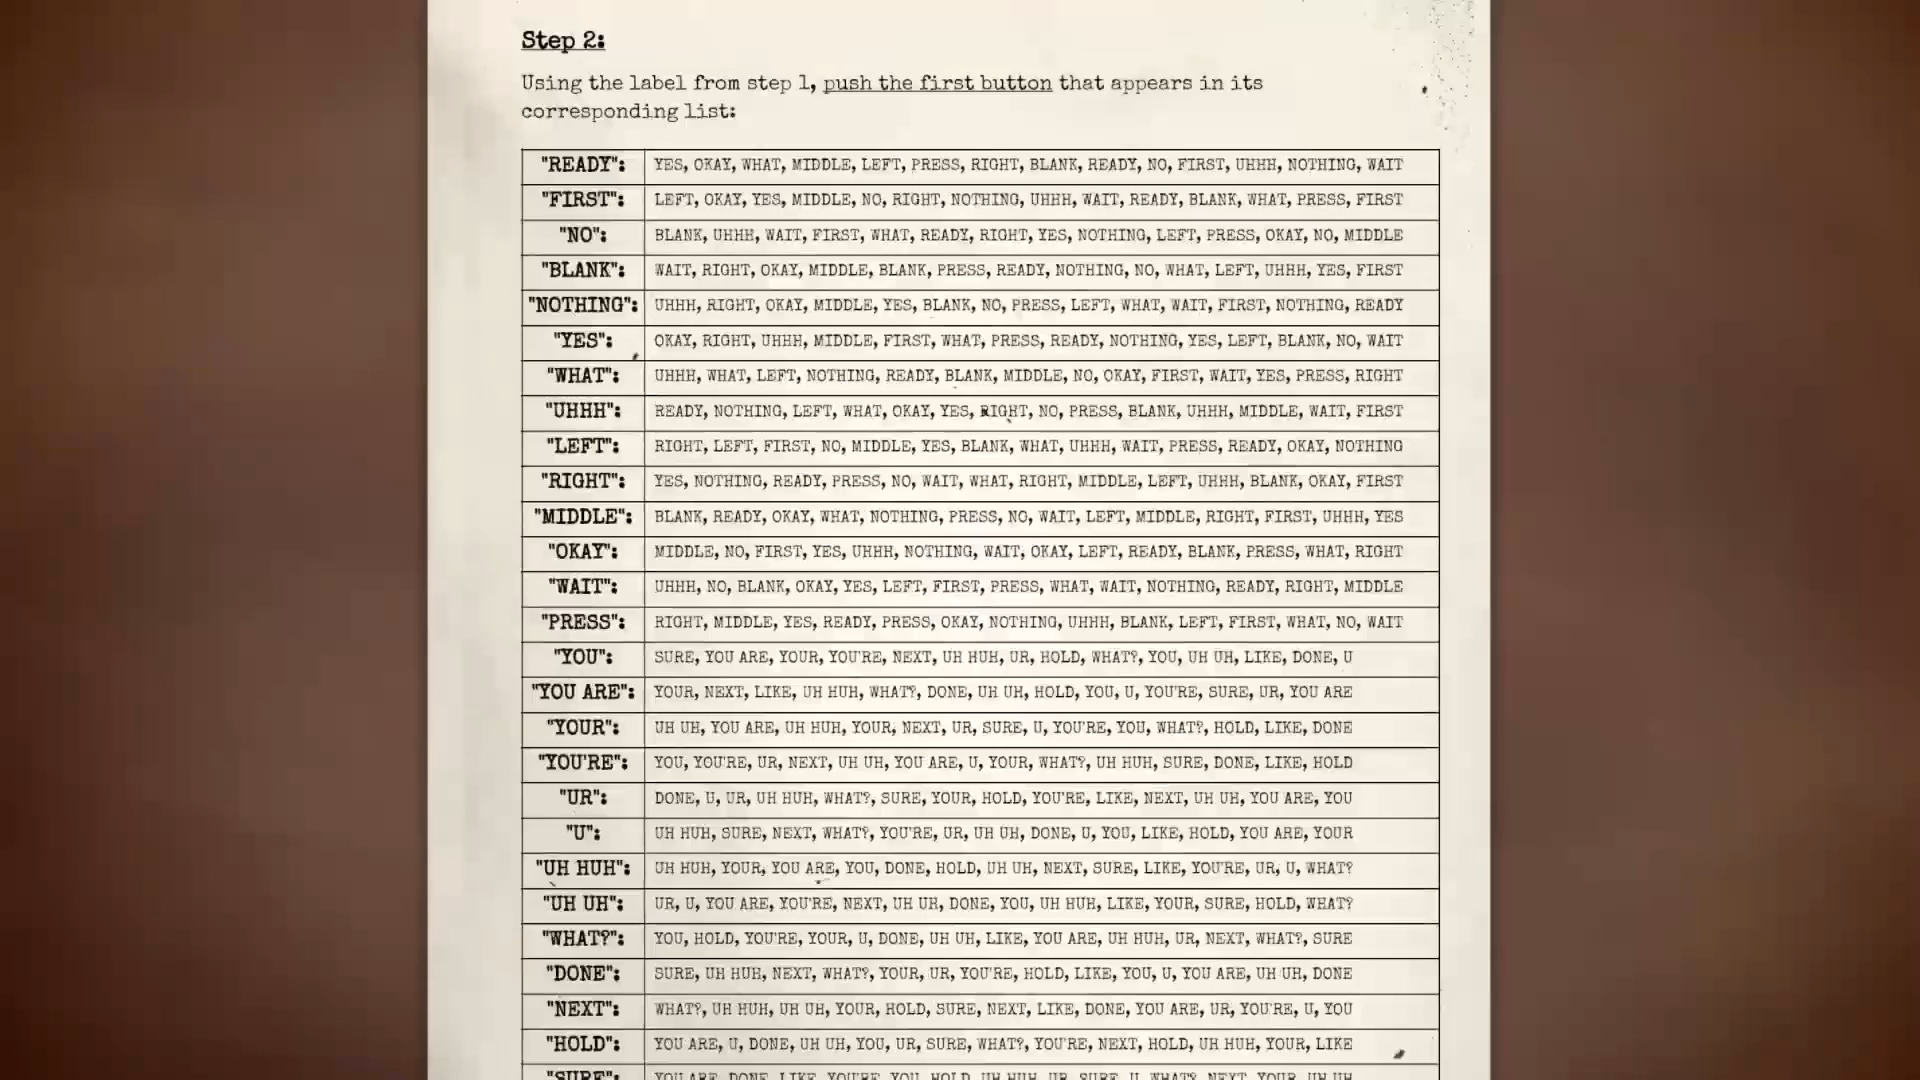 Step 2:
Using the label from step 1, push the first button that appears in its
corresponding list:
"READY": YES, OKAY, WHAT, MIDDLE, LEFT, PRESS, RIGHT, BLANK, READY, NO, FIRST, UHHH, NOTHING, WAIT
"FIRST": LEFT, OKAY, YES, MIDDLE, NO, RIGHT, NOTHING, UHHH, WAIT, READY, BLANK, WHAT, PRESS, FIRST
"NO": BLANK, UHHH, WAIT, FIRST, WHAT, READY, RIGHT, YES, NOTHING, LEFT, PRESS, OKAY, NO, MIDDLE
"BLANK": WAIT, RIGHT, OKAY, MIDDLE, BLANK, PRESS, READY, NOTHING, NO, WHAT, LEFT, UHHH, YES, FIRST
"NOTHING": UHHH, RIGHT, OKAY, MIDDLE, YES, BLANK, NO, PRESS, LEFT, WHAT, WAIT, FIRST, NOTHING, READY
"YES": OKAY, RIGHT, UHHH, MIDDLE, FIRST, WHAT, PRESS, READY, NOTHING, YES, LEFT, BLANK, NO, WAIT
"WHAT": UHHH, WHAT, LEFT, NOTHING, READY, BLANK, MIDDLE, NO, OKAY, FIRST, WAIT, YES, PRESS, RIGHT
"UHHH": READY, NOTHING, LEFT, WHAT, OKAY, YES, RIGHT, NO, PRESS, BLANK, UHHH, MIDDLE, WAIT, FIRST
"LEFT": RIGHT, LEFT, FIRST, NO, MIDDLE, YES, BLANK, WHAT, UHHH, WAIT, PRESS, READY, OKAY, NOTHING
"RIGHT": YES, NOTHING, READY, PRESS, NO, WAIT, WHAT, RIGHT, MIDDLE, LEFT, UHHH, BLANK, OKAY, FIRST
"MIDDLE": BLANK, READY, OKAY, WHAT, NOTHING, PRESS, NO, WAIT, LEFT, MIDDLE, RIGHT, FIRST, UHHH, YES
"OKAY": MIDDLE, NO, FIRST, YES, UHHH, NOTHING, WAIT, OKAY, LEFT, READY, BLANK, PRESS, WHAT, RIGHT
"WAIT": UHHH, NO, BLANK, OKAY, YES, LEFT, FIRST, PRESS, WHAT, WAIT, NOTHING, READY, RIGHT, MIDDLE
"PRESS": RIGHT, MIDDLE, YES, READY, PRESS, OKAY, NOTHING, UHHH, BLANK, LEFT, FIRST, WHAT, NO, WAIT
"YOU": SURE, YOU ARE, YOUR, YOU'RE, NEXT, UH HUH, UR, HOLD, WHAT?, YOU, UH UH, LIKE, DONE, U
"YOU ARE": YOUR, NEXT, LIKE, UH HUH, WHAT?, DONE, UH UH, HOLD, YOU, U, YOU'RE, SURE, UR, YOU ARE
"YOUR": UH UH, YOU ARE, UH HUH, YOUR, NEXT, UR, SURE, U, YOU'RE, YOU, WHAT?, HOLD, LIKE, DONE
"YOU'RE": YOU, YOU'RE, UR, NEXT, UH UH, YOU ARE, U, YOUR, WHAT?, UH HUH, SURE, DONE, LIKE, HOLD
"UR": DONE, U, UR, UH HUH, WHAT?, SURE, YOUR, HOLD, YOU'RE, LIKE, NEXT, UH UH, YOU ARE, YOU
"U": UH HUH, SURE, NEXT, WHAT?, YOU'RE, UR, UH UH, DONE, U, YOU, LIKE, HOLD, YOU ARE, YOUR
"UH HUH": UH HUH, YOUR, YOU ARE, YOU, DONE, HOLD, UH UH, NEXT, SURE, LIKE, YOU'RE, UR, U, WHAT?
"UH UH": UR, U, YOU ARE, YOU'RE, NEXT, UH UH, DONE, YOU, UH HUH, LIKE, YOUR, SURE, HOLD, WHAT?
"WHAT?": YOU, HOLD, YOU'RE, YOUR, U, DONE, UH UH, LIKE, YOU ARE, UH HUH, UR, NEXT, WHAT?, SURE
"DONE": SURE, UH HUH, NEXT, WHAT?, YOUR, UR, YOU'RE, HOLD, LIKE, YOU, U, YOU ARE, UH UH, DONE
"NEXT": WHAT?, UH HUH, UH UH, YOUR, HOLD, SURE, NEXT, LIKE, DONE, YOU ARE, UR, YOU'RE, U, YOU
"HOLD": YOU ARE, U, DONE, UH UH, YOU, UR, SURE, WHAT?, YOU'RE, NEXT, HOLD, UH HUH, YOUR, LIKE
"SURE": YOU ARE, DONE, LIKE, YOU'RE, YOU, HOLD, UH HUH, UR, SURE, U, WHAT?, NEXT, YOUR, UH UH